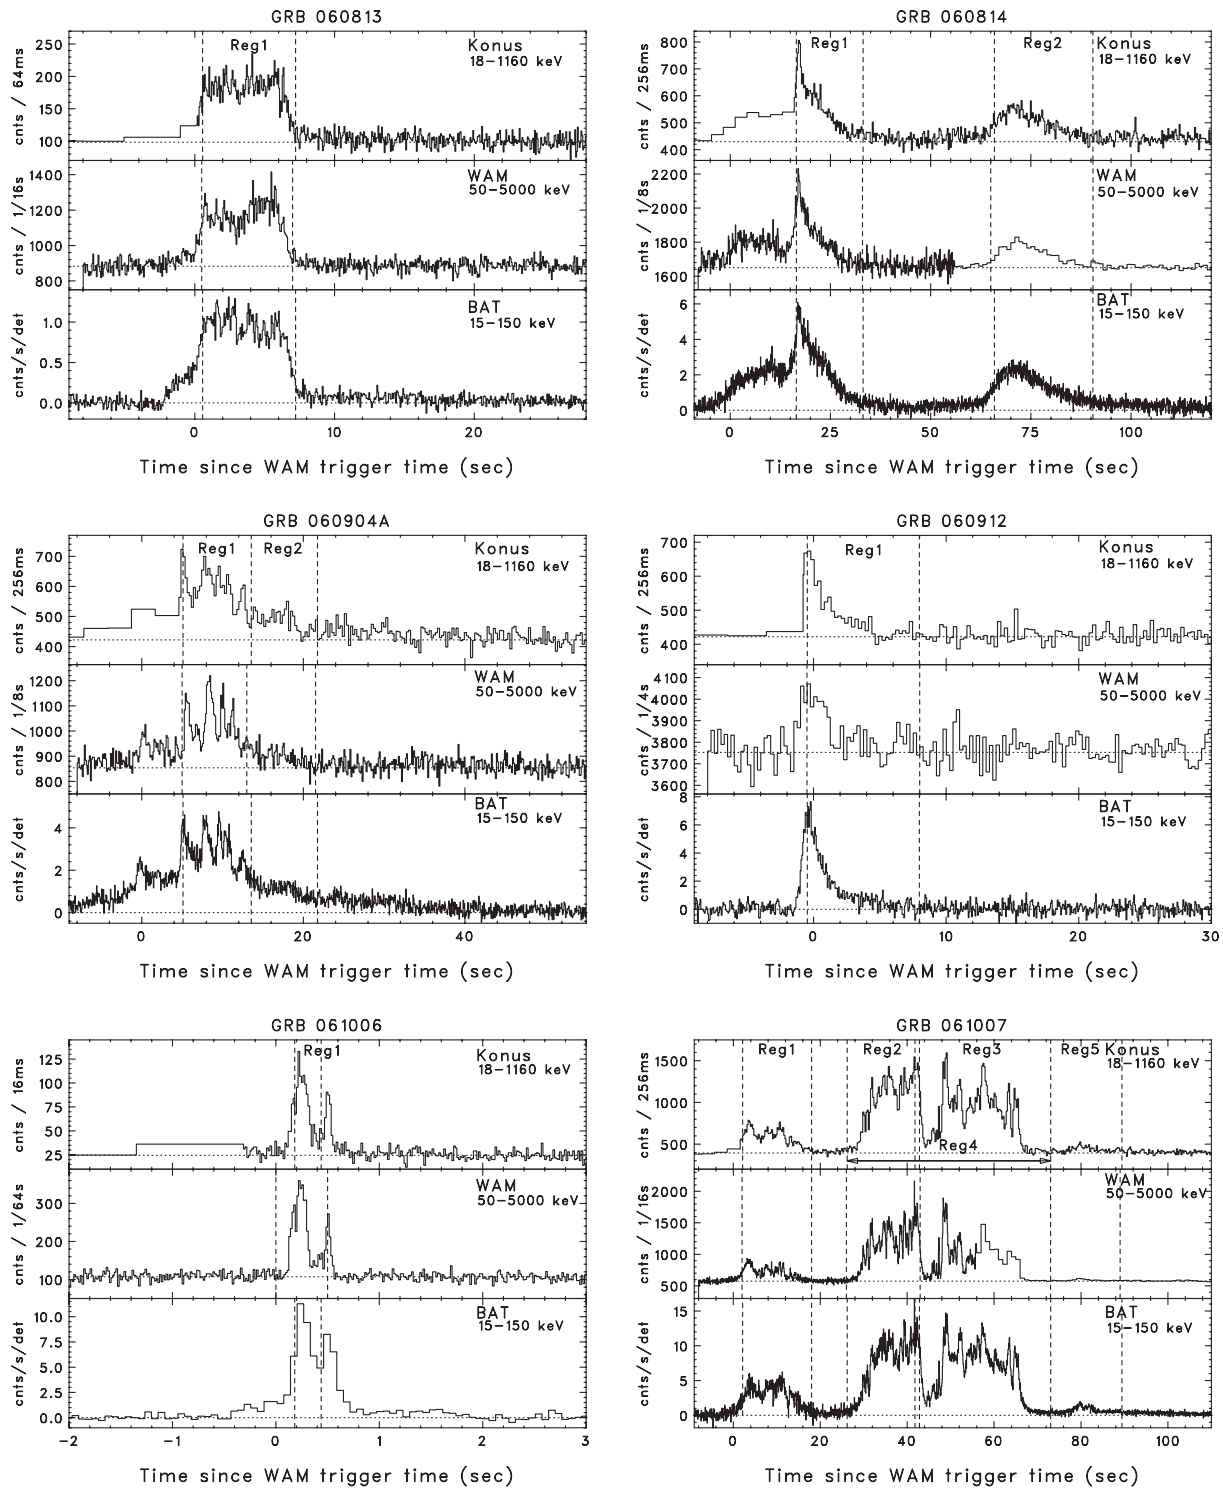 GRB 060813
Reg1
Konus
18-1160 keV
cnts / 64ms
250
200
150
100
WAM
50-5000 keV
cnts / 1/16s
1400
1200
1000
800
BAT
15-150 keV
cnts/s/det
1.0
0.5
0.0
0 10 20
Time since WAM trigger time (sec)
GRB 060814
Reg1 Reg2 Konus
18-1160 keV
cnts / 256ms
800
700
600
500
400
WAM
50-5000 keV
cnts / 1/8s
2200
2000
1800
1600
BAT
15-150 keV
cnts/s/det
6
4
2
0
0 25 50 75 100
Time since WAM trigger time (sec)
GRB 060904A
Reg1 Reg2
Konus
18-1160 keV
cnts / 256ms
700
600
500
400
WAM
50-5000 keV
cnts / 1/8s
1200
1100
1000
900
800
BAT
15-150 keV
cnts/s/det
4
2
0
0 20 40
Time since WAM trigger time (sec)
GRB 060912
Reg1
Konus
18-1160 keV
cnts / 256ms
700
600
500
400
WAM
50-5000 keV
cnts / 1/4s
4100
4000
3900
3800
3700
3600
BAT
15-150 keV
cnts/s/det
8
6
4
2
0
0 10 20 30
Time since WAM trigger time (sec)
GRB 061006
Reg1
Konus
18-1160 keV
cnts / 16ms
125
100
75
50
25
WAM
50-5000 keV
cnts / 1/64s
300
200
100
BAT
15-150 keV
cnts/s/det
10.0
7.5
5.0
2.5
0.0
-2 -1 0 1 2 3
Time since WAM trigger time (sec)
GRB 061007
Reg1 Reg2 Reg3 Reg5 Konus
18-1160 keV
Reg4
cnts / 256ms
1500
1000
500
WAM
50-5000 keV
cnts / 1/16s
2000
1500
1000
500
BAT
15-150 keV
cnts/s/det
15
10
5
0
0 20 40 60 80 100
Time since WAM trigger time (sec)